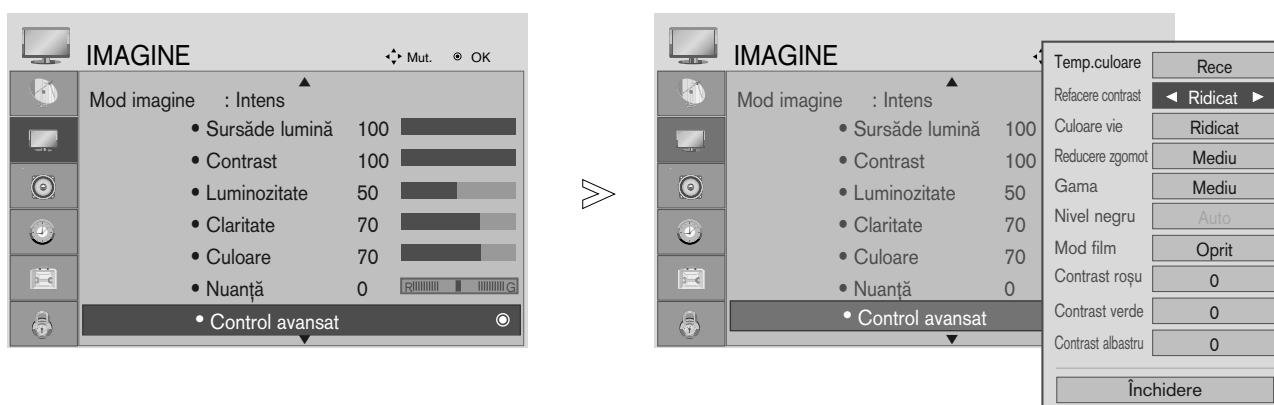 IMAGINE Mut. OK
Mod imagine : Intens
• Sursăde lumină 100
• Contrast 100
• Luminozitate 50
• Claritate 70
• Culoare 70
• Nuanţă 0 R G
• Control avansat
IMAGINE
Mod imagine : Intens
• Sursăde lumină 100
• Contrast 100
• Luminozitate 50
• Claritate 70
• Culoare 70
• Nuanţă 0
• Control avansat
Temp.culoare Rece
Refacere contrast ◄ Ridicat ►
Culoare vie Ridicat
Reducere zgomot Mediu
Gama Mediu
Nivel negru Auto
Mod film Oprit
Contrast roşu 0
Contrast verde 0
Contrast albastru 0
Închidere